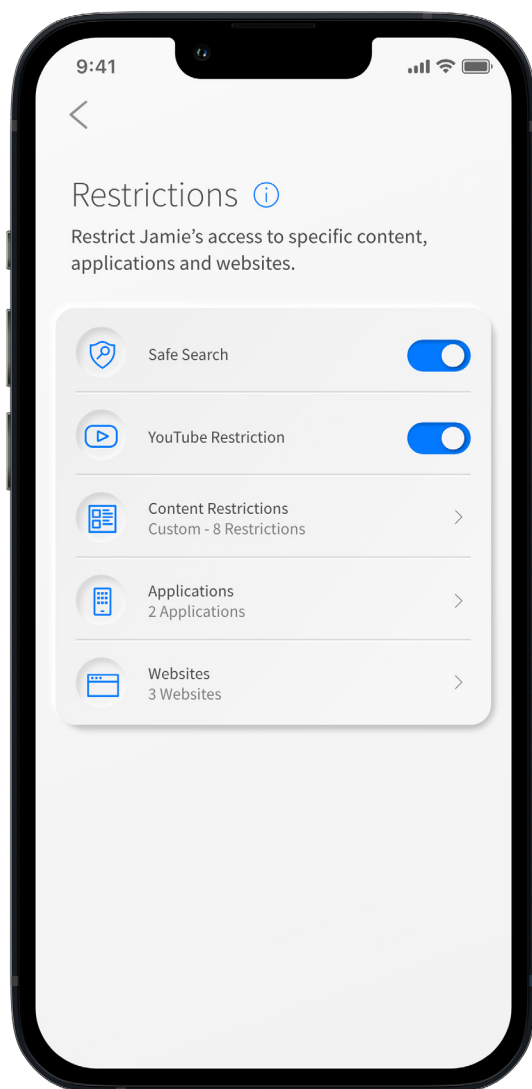 9:41
Restrictions
Restrict Jamie’s access to specific content,
applications and websites.
Safe Search
YouTube Restriction
Content Restrictions
Custom - 8 Restrictions
Applications
2 Applications
Websites
3 Websites